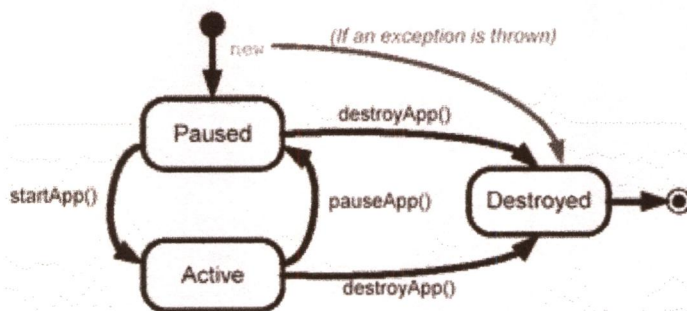 new
(If an exception is thrown)
Paused
destroyApp()
startApp()
pauseApp()
Destroyed
Active
destroyApp()